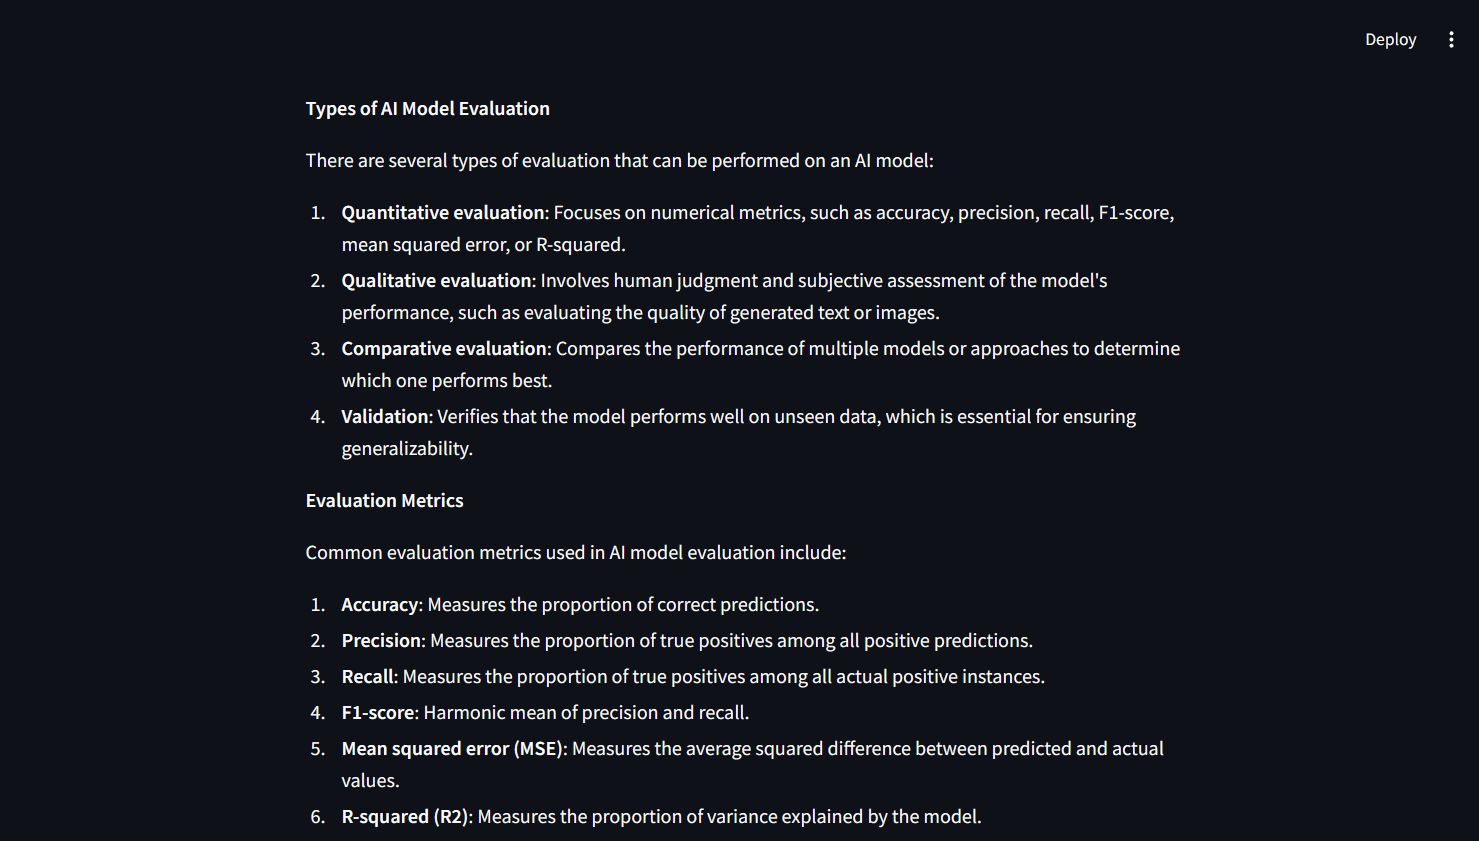 Deploy
Types of AI Model Evaluation
There are several types of evaluation that can be performed on an AI model:
1. Quantitative evaluation: Focuses on numerical metrics, such as accuracy, precision, recall, F1-score,
mean squared error, or R-squared.
2. Qualitative evaluation: Involves human judgment and subjective assessment of the model's
performance, such as evaluating the quality of generated text or images.
3. Comparative evaluation: Compares the performance of multiple models or approaches to determine
which one performs best.
4. Validation: Verifies that the model performs well on unseen data, which is essential for ensuring
generalizability.
Evaluation Metrics
Common evaluation metrics used in AI model evaluation include:
1. Accuracy: Measures the proportion of correct predictions.
2. Precision: Measures the proportion of true positives among all positive predictions.
3. Recall: Measures the proportion of true positives among all actual positive instances.
4. F1-score: Harmonic mean of precision and recall.
5. Mean squared error (MSE): Measures the average squared difference between predicted and actual
values.
6. R-squared (R2): Measures the proportion of variance explained by the model.